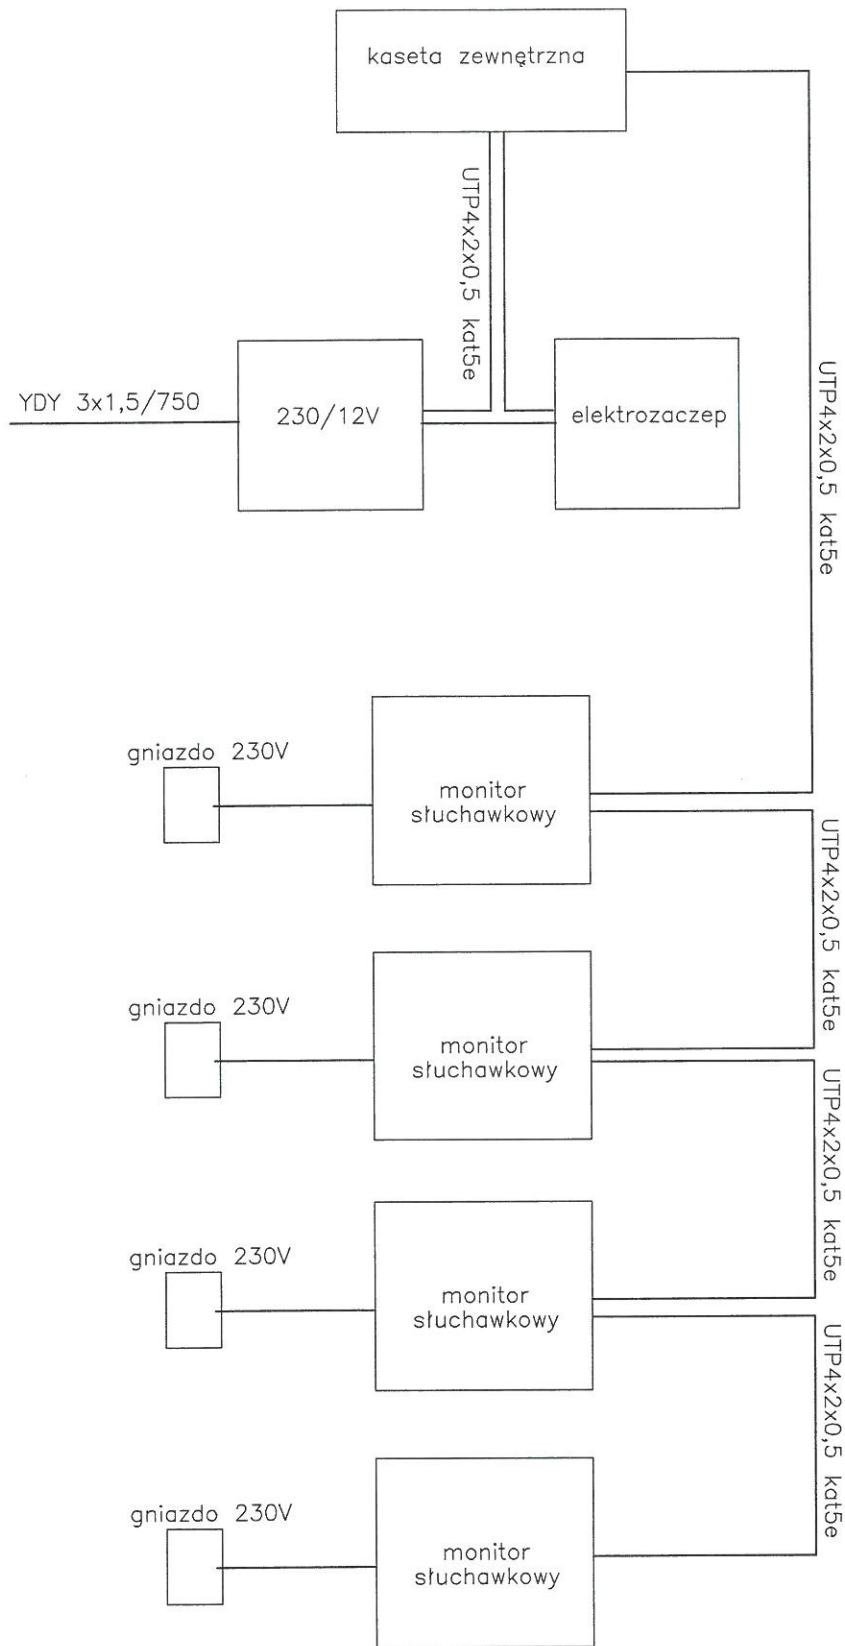 kaseta zewnętrzna
UTP4x2x0,5 kat5e
YDY 3x1,5/750
230/12V
elektrozaczep
UTP4x2x0,5 kat5e
gniazdo 230V
monitor
słuchawkowy
UTP4x2x0,5 kat5e
gniazdo 230V
monitor
słuchawkowy
UTP4x2x0,5 kat5e
gniazdo 230V
monitor
słuchawkowy
UTP4x2x0,5 kat5e
gniazdo 230V
monitor
słuchawkowy